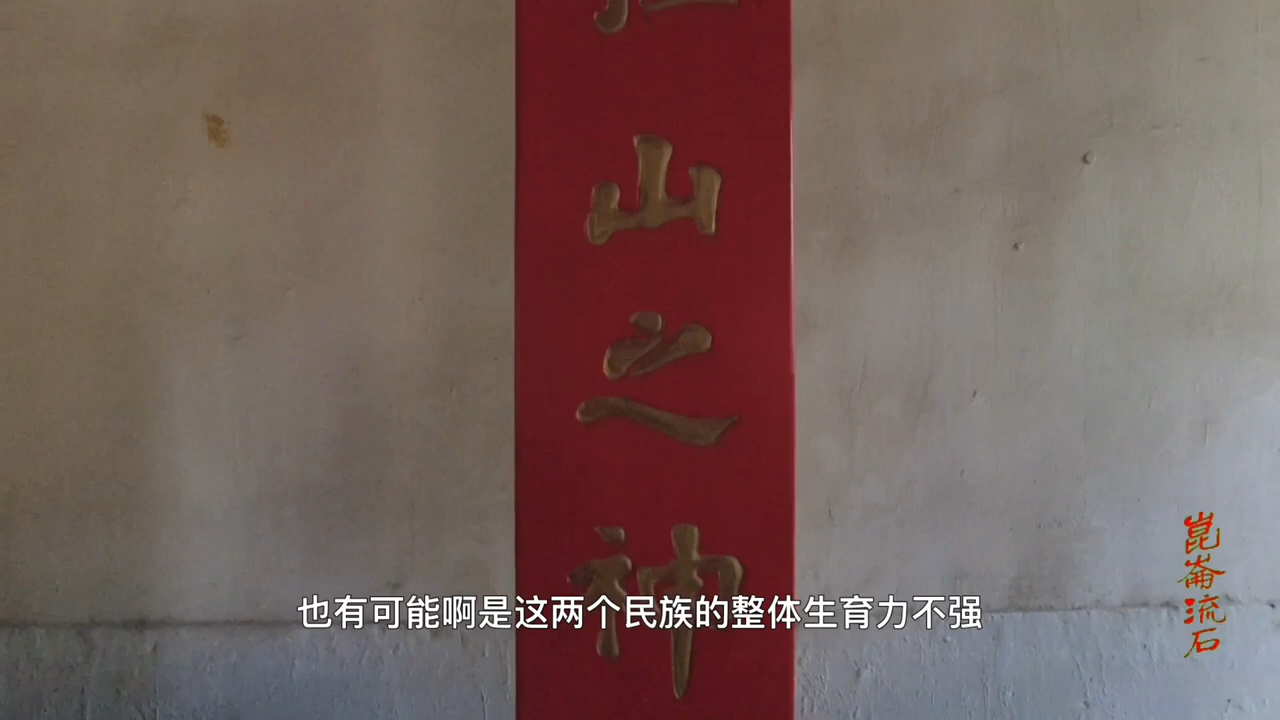 山之神
也有可能啊是这两个民族的整体生育力不强
崑崙流石